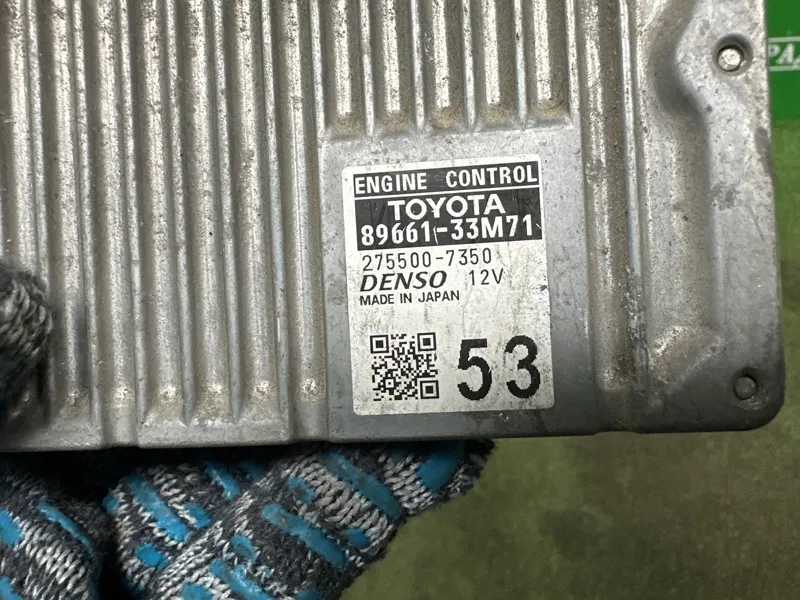 ENGINE CONTROL
TOYOTA
89661-33M71
275500-7350
DENSO 12V
MADE IN JAPAN
53